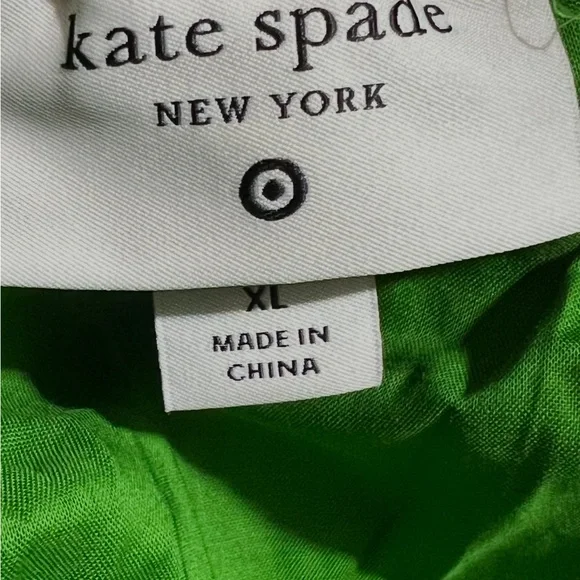 kate spade
NEW YORK
XL
MADE IN
CHINA